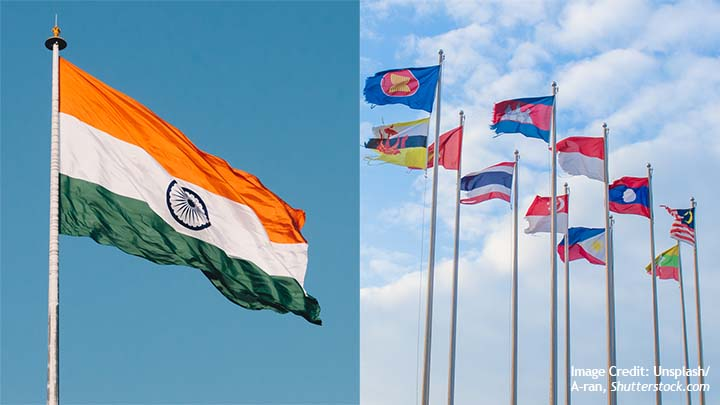 Image Credit: Unsplash/
A-ran, Shutterstock.com